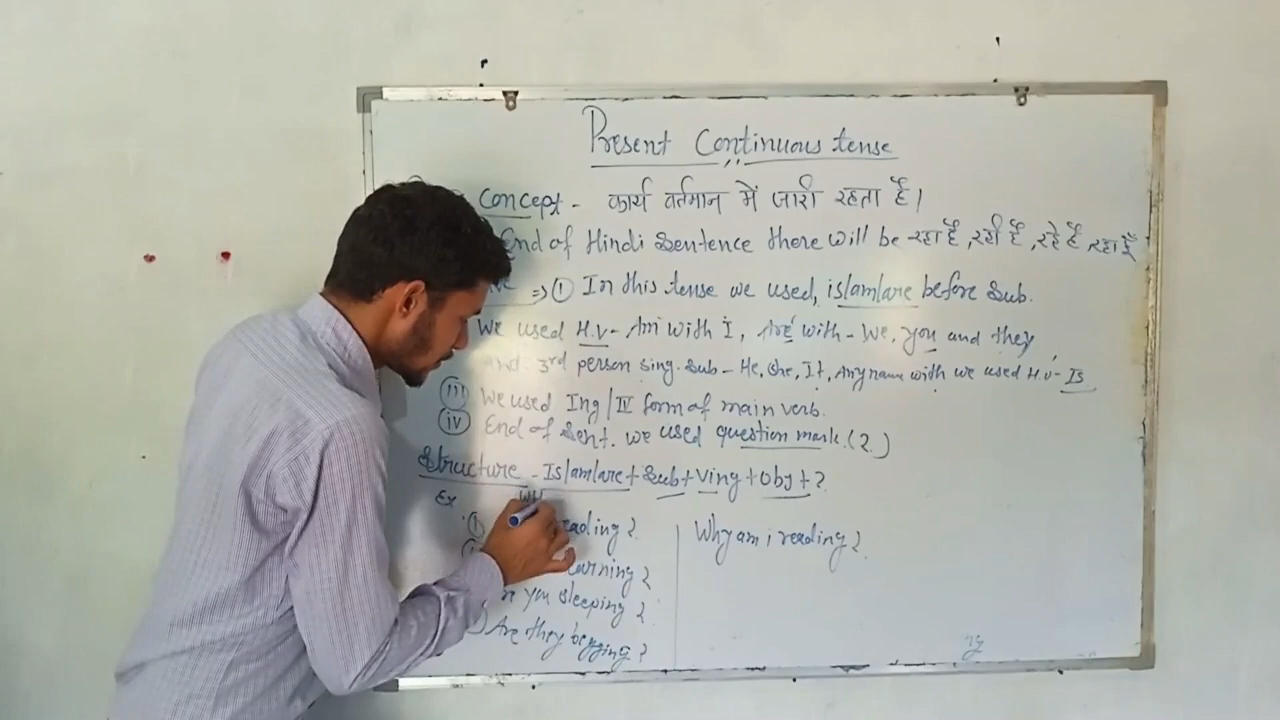 Present Continuous tense
Concept - कार्य वर्तमान में जारी रहता है।
End of Hindi Sentence there will be रहा है, रही है, रहे है, रहा हूँ
=> (i) In this tense we used, is/am/are before Sub.
We used H.V - Am with I, Are with - We, you and they
3rd person sing. Sub - He, She, It, Any name with we used H.V - Is
(iii) We used Ing/IV form of main verb.
(iv) End of Sent. we used question mark. (?)
Structure - Is/am/are + Sub + Ving + Obj + ?
Ex Wh
(i) reading?
Why am i reading?
you sleeping?
Are they begging?